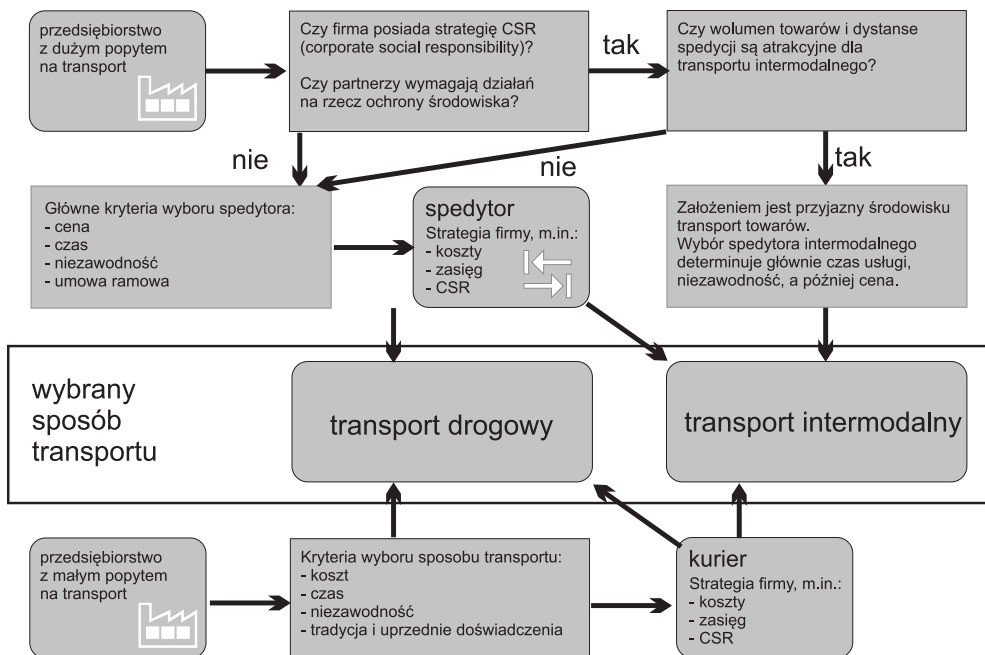 przedsiębiorstwo
z dużym popytem
na transport
Czy firma posiada strategię CSR
(corporate social responsibility)?
Czy partnerzy wymagają działań
na rzecz ochrony środowiska?
tak
Czy wolumen towarów i dystanse
spedycji są atrakcyjne dla
transportu intermodalnego?
nie
nie
tak
Główne kryteria wyboru spedytora:
- cena
- czas
- niezawodność
- umowa ramowa
spedytor
Strategia firmy, m.in.:
- koszty
- zasięg
- CSR
Założeniem jest przyjazny środowisku
transport towarów.
Wybór spedytora intermodalnego
determinuje głównie czas usługi,
niezawodność, a później cena.
wybrany
sposób
transportu
transport drogowy
transport intermodalny
przedsiębiorstwo
z małym popytem
na transport
Kryteria wyboru sposobu transportu:
- koszt
- czas
- niezawodność
- tradycja i uprzednie doświadczenia
kurier
Strategia firmy, m.in.:
- koszty
- zasięg
- CSR